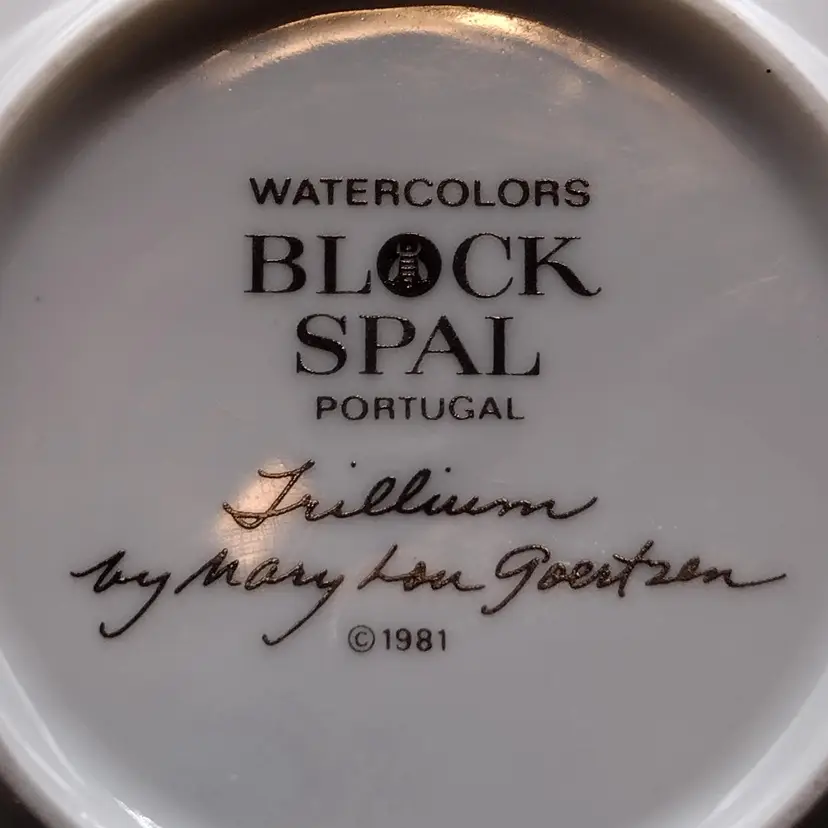 WATERCOLORS
BLOCK
SPAL
PORTUGAL
Trillium
by Mary Lou Goertzen
©1981